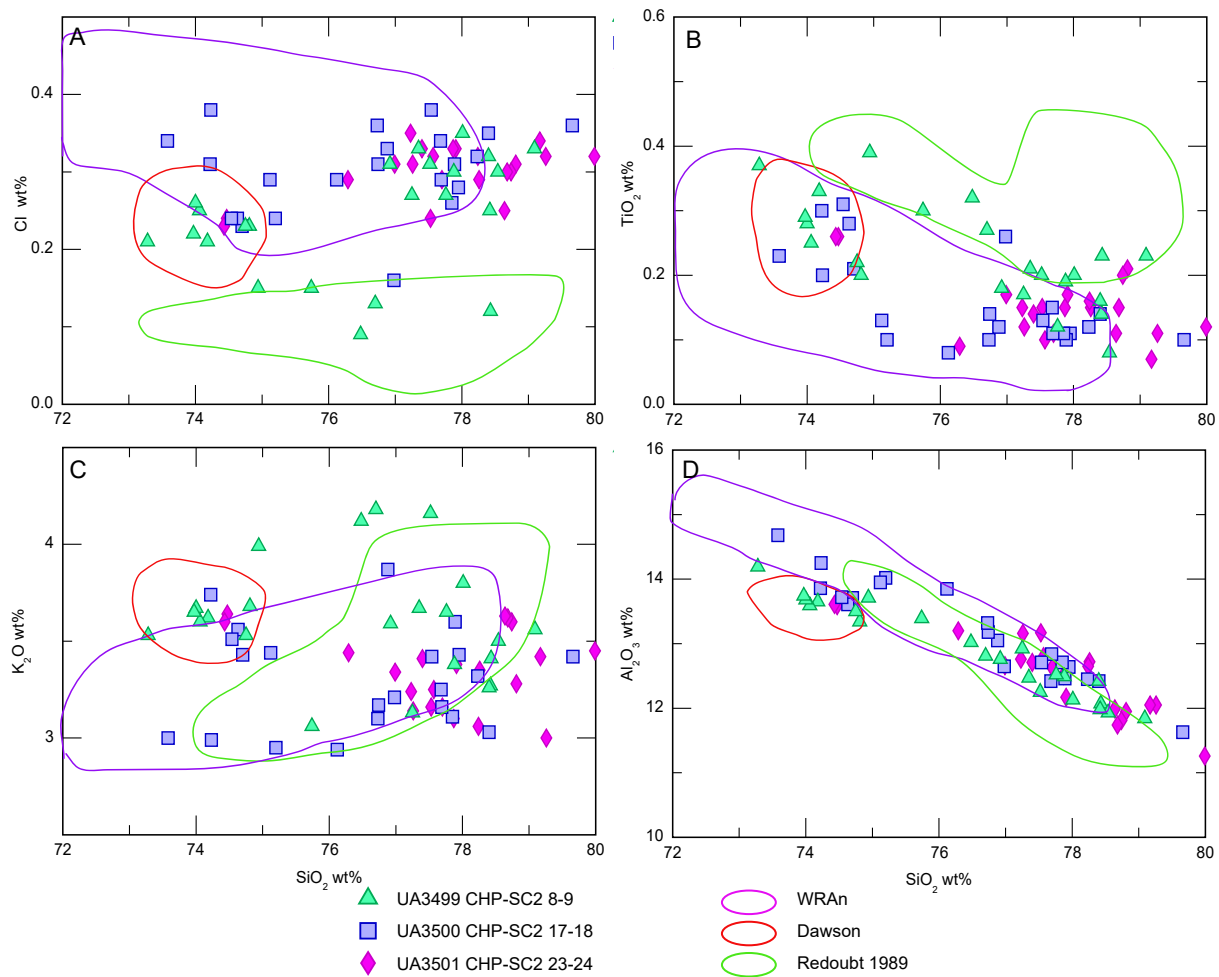 A
B
0.4
0.2
0.0
Cl wt%
72 74 76 78 80
0.6
0.4
0.2
0.0
TiO2 wt%
72 74 76 78 80
C
D
4
3
K2O wt%
72 74 76 78 80
SiO2 wt%
16
14
12
10
Al2O3 wt%
72 74 76 78 80
SiO2 wt%
UA3499 CHP-SC2 8-9
UA3500 CHP-SC2 17-18
UA3501 CHP-SC2 23-24
WRAn
Dawson
Redoubt 1989